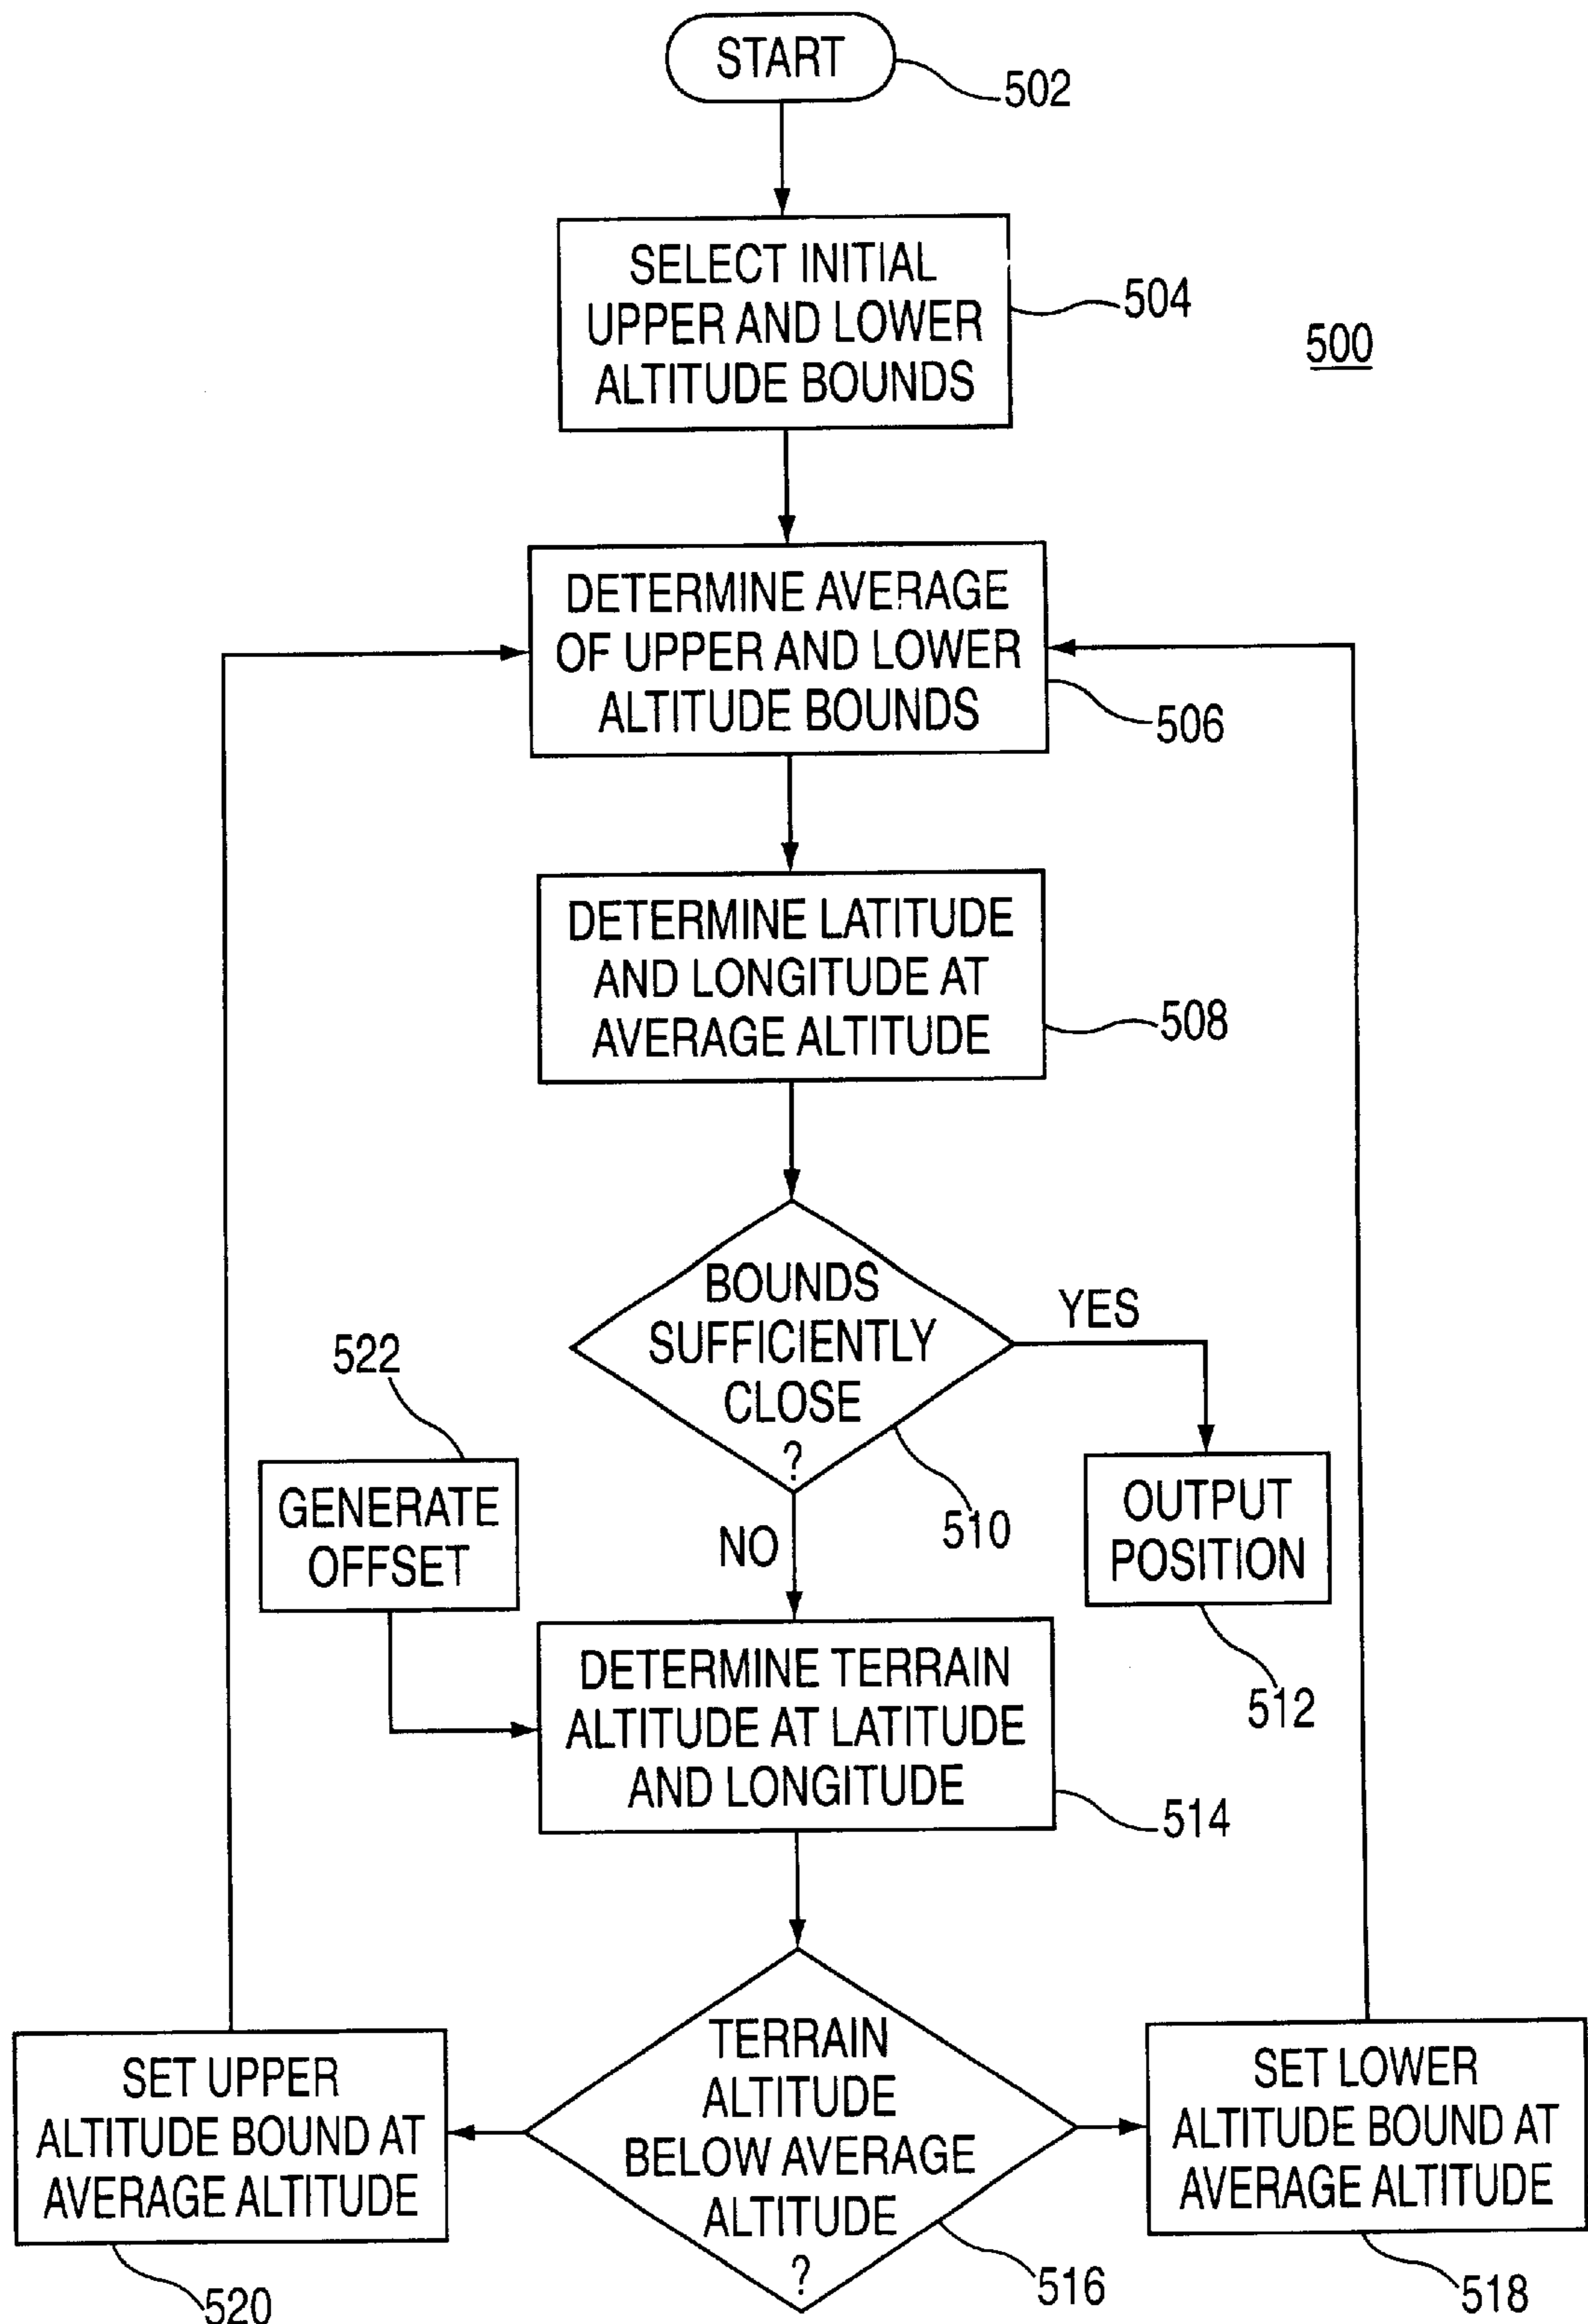 START
502
SELECT INITIAL
UPPER AND LOWER
ALTITUDE BOUNDS
504
500
DETERMINE AVERAGE
OF UPPER AND LOWER
ALTITUDE BOUNDS
506
DETERMINE LATITUDE
AND LONGITUDE AT
AVERAGE ALTITUDE
508
BOUNDS
SUFFICIENTLY
CLOSE
?
YES
510
NO
522
GENERATE
OFFSET
OUTPUT
POSITION
512
DETERMINE TERRAIN
ALTITUDE AT LATITUDE
AND LONGITUDE
514
TERRAIN
ALTITUDE
BELOW AVERAGE
ALTITUDE
?
516
SET UPPER
ALTITUDE BOUND AT
AVERAGE ALTITUDE
520
SET LOWER
ALTITUDE BOUND AT
AVERAGE ALTITUDE
518